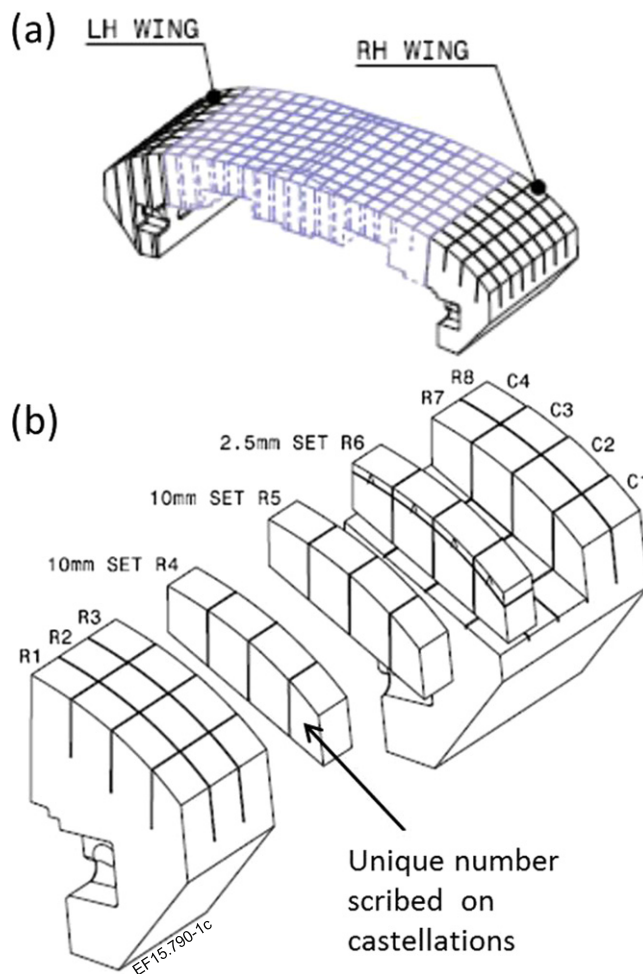 (a)
LH WING
RH WING
(b)
R8
C4
R7
C3
2.5mm SET R6
C2
10mm SET R5
C1
10mm SET R4
R3
R2
R1
Unique number
scribed on
castellations
EF15.790-1c